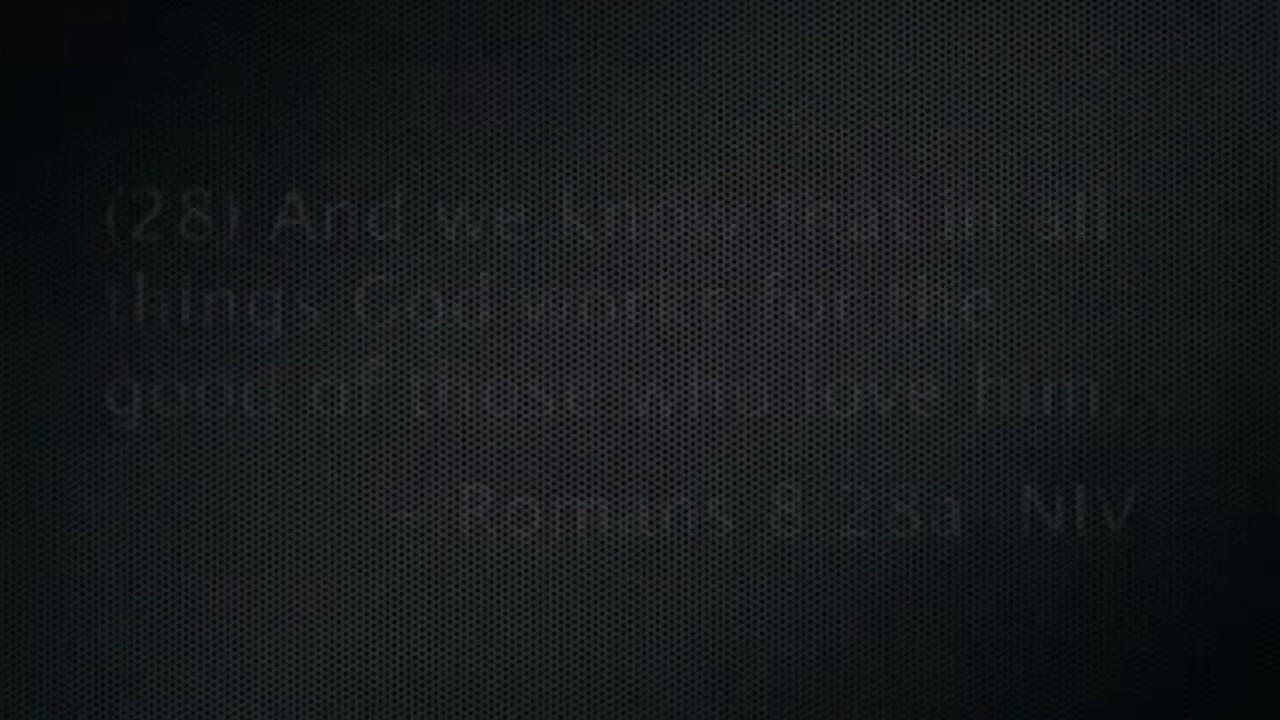 (28) And we know that in all
things God works for the
good of those who love him
- Romans 8:28a NIV